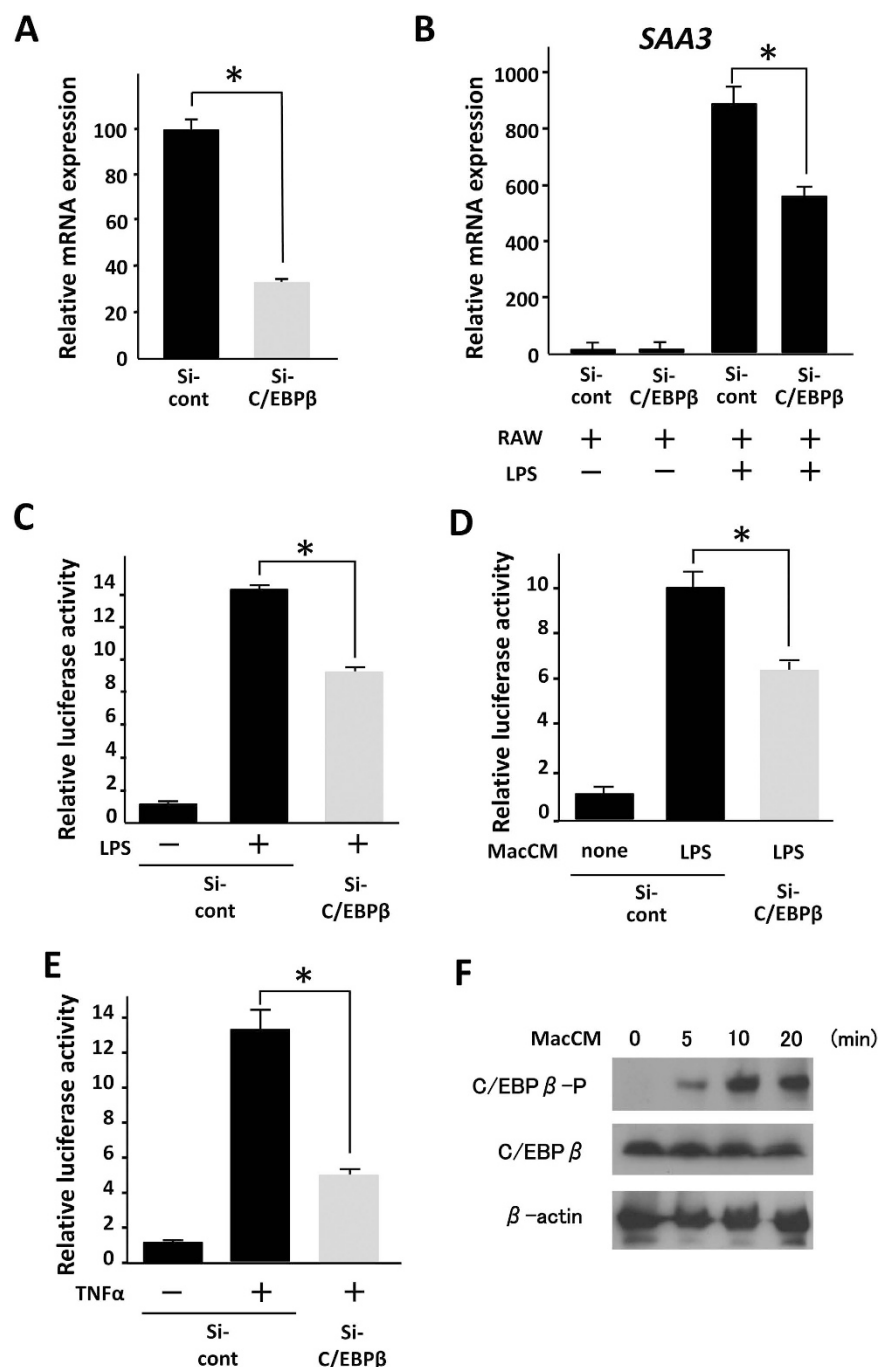 A
Relative mRNA expression
100
80
60
40
20
0
*
Si-
cont
Si-
C/EBPβ
B
SAA3
Relative mRNA expression
1000
800
600
400
200
0
*
Si-
cont
Si-
C/EBPβ
Si-
cont
Si-
C/EBPβ
RAW + + + +
LPS − − + +
C
Relative luciferase activity
14
12
10
8
6
4
2
0
*
LPS − + +
Si-
cont
Si-
C/EBPβ
D
Relative luciferase activity
10
8
6
4
2
0
*
MacCM none LPS LPS
Si-
cont
Si-
C/EBPβ
E
Relative luciferase activity
14
12
10
8
6
4
2
0
*
TNFα − + +
Si-
cont
Si-
C/EBPβ
F
MacCM 0 5 10 20 (min)
C/EBPβ-P
C/EBPβ
β-actin